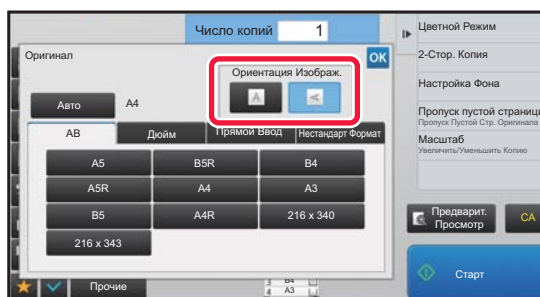 Число копий 1
Оригинал
OK
Ориентация Изображ.
A A
Авто A4
AB Дюйм Прямой Ввод Нестандарт Формат
A5 B5R B4
A5R A4 A3
B5 A4R 216 x 340
216 x 343
Прочие
B4
A3
Цветной Режим
2-Стор. Копия
Настройка Фона
Пропуск пустой страницы
Пропуск Пустой Стр. Оригинала
Масштаб
Увеличить/Уменьшить Копию
Предварит.
Просмотр
CA
Старт